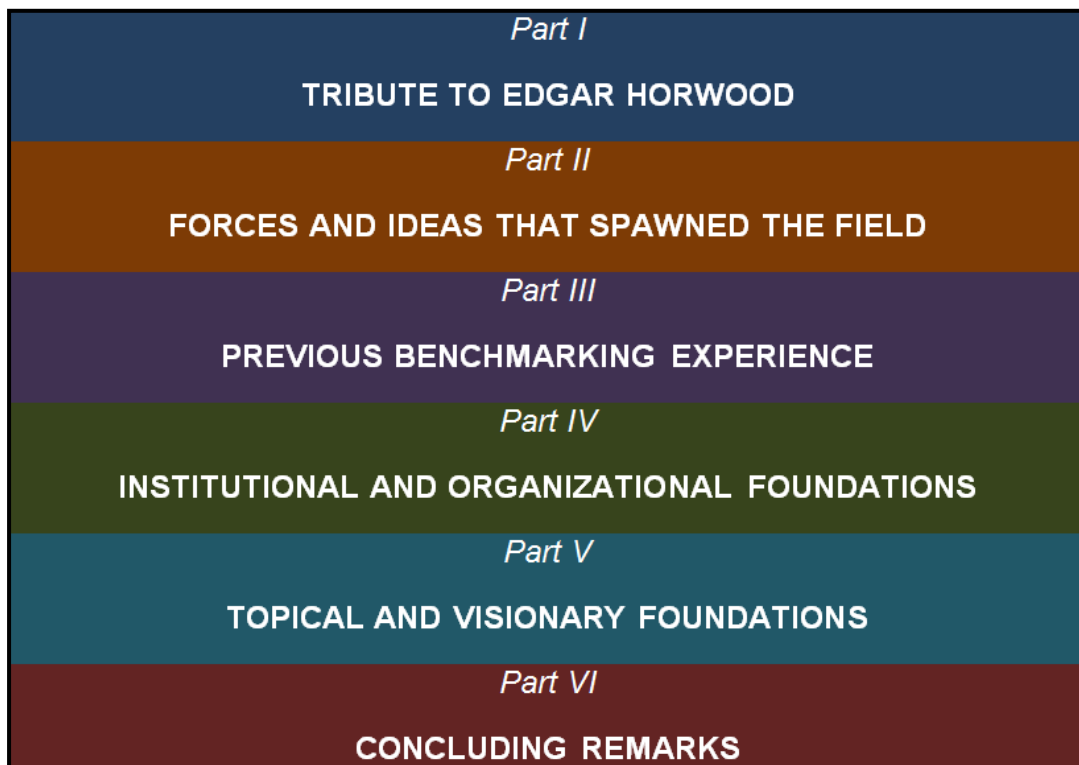 Part I
TRIBUTE TO EDGAR HORWOOD
Part II
FORCES AND IDEAS THAT SPAWNED THE FIELD
Part III
PREVIOUS BENCHMARKING EXPERIENCE
Part IV
INSTITUTIONAL AND ORGANIZATIONAL FOUNDATIONS
Part V
TOPICAL AND VISIONARY FOUNDATIONS
Part VI
CONCLUDING REMARKS